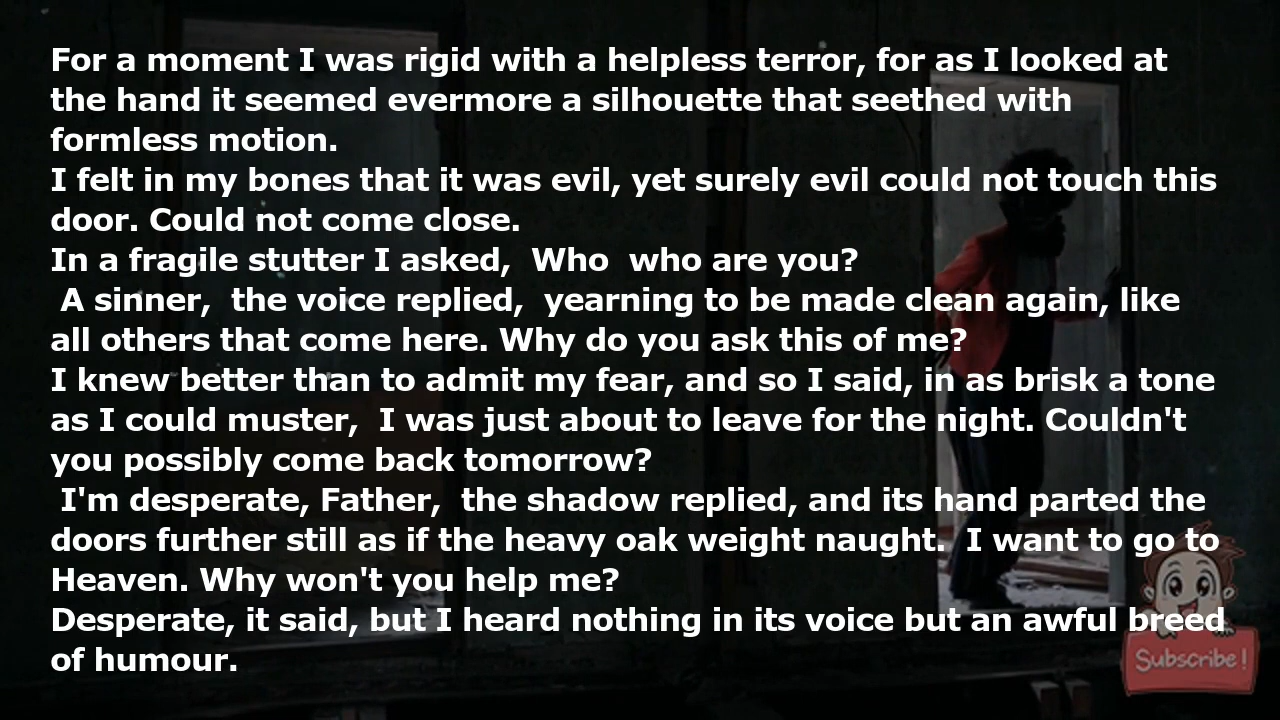 For a moment I was rigid with a helpless terror, for as I looked at
the hand it seemed evermore a silhouette that seethed with
formless motion.
I felt in my bones that it was evil, yet surely evil could not touch this
door. Could not come close.
In a fragile stutter I asked,  Who  who are you?
 A sinner,  the voice replied,  yearning to be made clean again, like
all others that come here. Why do you ask this of me?
I knew better than to admit my fear, and so I said, in as brisk a tone
as I could muster,  I was just about to leave for the night. Couldn't
you possibly come back tomorrow?
 I'm desperate, Father,  the shadow replied, and its hand parted the
doors further still as if the heavy oak weight naught.  I want to go to
Heaven. Why won't you help me?
Desperate, it said, but I heard nothing in its voice but an awful breed
of humour.
Subscribe!